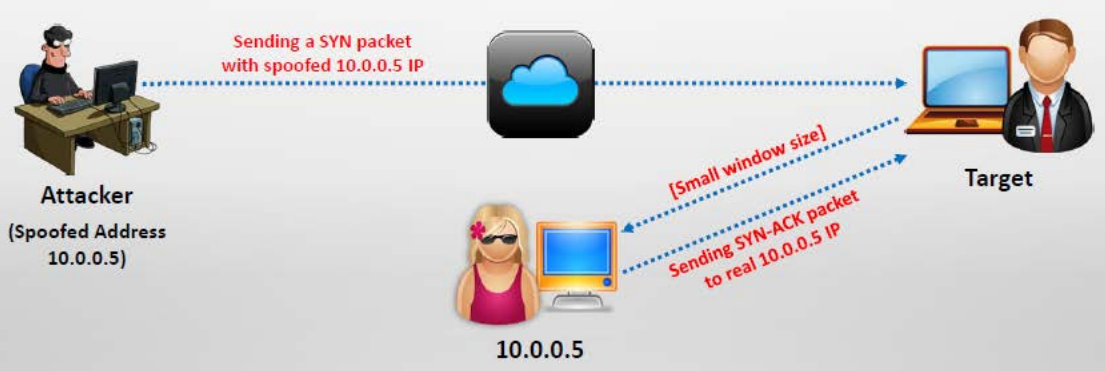 Sending a SYN packet
with spoofed 10.0.0.5 IP
Attacker
(Spoofed Address
10.0.0.5)
[Small window size]
Sending SYN-ACK packet
to real 10.0.0.5 IP
Target
10.0.0.5